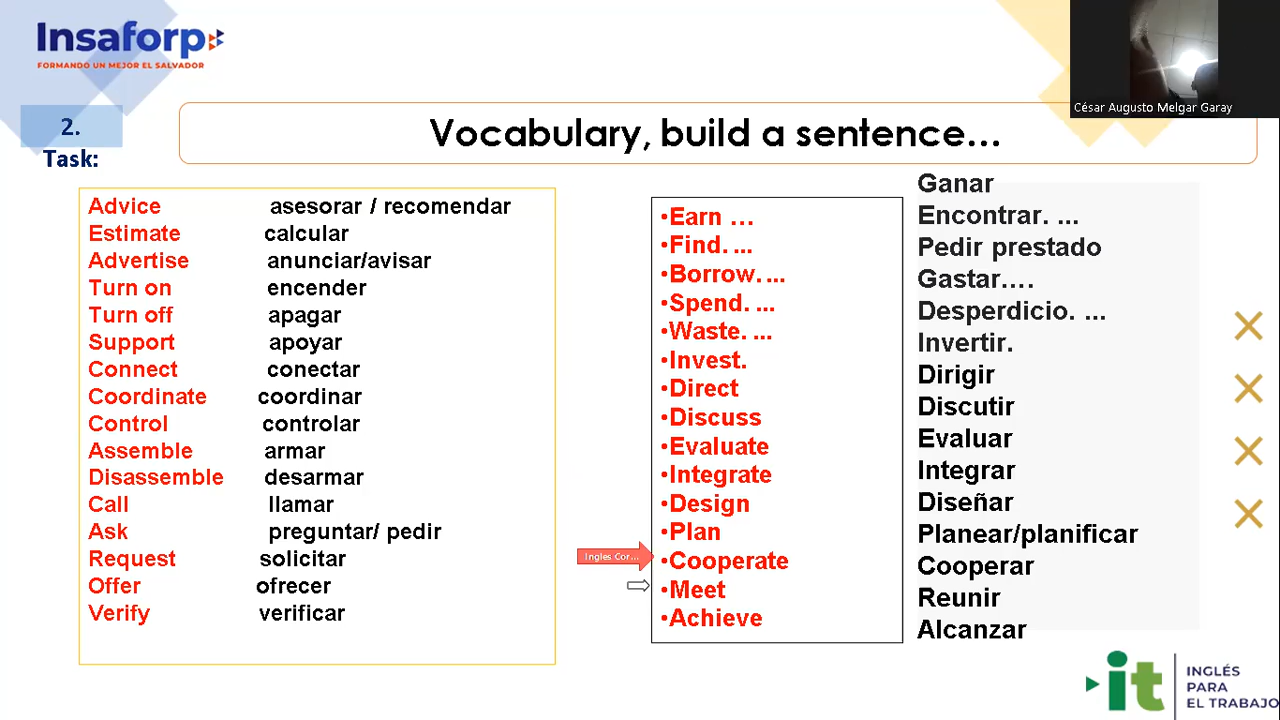 Insaforp
FORMANDO UN MEJOR EL SALVADOR
César Augusto Melgar Garay
2.
Task:
Vocabulary, build a sentence...
Advice asesorar / recomendar
Estimate calcular
Advertise anunciar/avisar
Turn on encender
Turn off apagar
Support apoyar
Connect conectar
Coordinate coordinar
Control controlar
Assemble armar
Disassemble desarmar
Call llamar
Ask preguntar/ pedir
Request solicitar
Offer ofrecer
Verify verificar
•Earn …
•Find. ...
•Borrow. ...
•Spend. ...
•Waste. ...
•Invest.
•Direct
•Discuss
•Evaluate
•Integrate
•Design
•Plan
•Cooperate
•Meet
•Achieve
Ingles Cor...
Ganar
Encontrar. ...
Pedir prestado
Gastar….
Desperdicio. ...
Invertir.
Dirigir
Discutir
Evaluar
Integrar
Diseñar
Planear/planificar
Cooperar
Reunir
Alcanzar
it
INGLÉS
PARA
EL TRABAJO